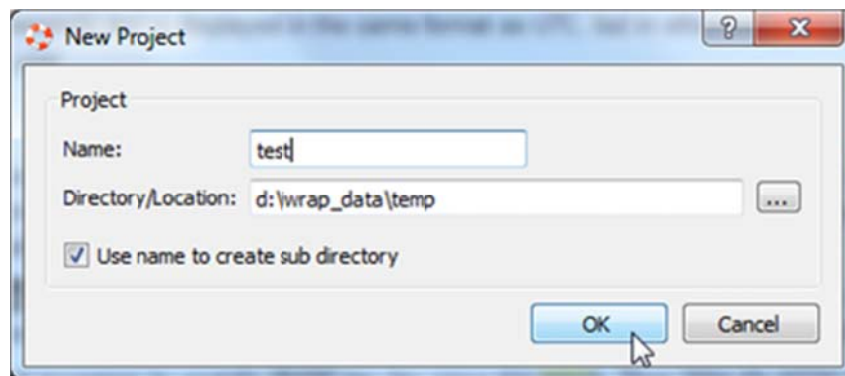 New Project
Project
Name: test
Directory/Location: d:\wrap_data\temp ...
Use name to create sub directory
OK Cancel